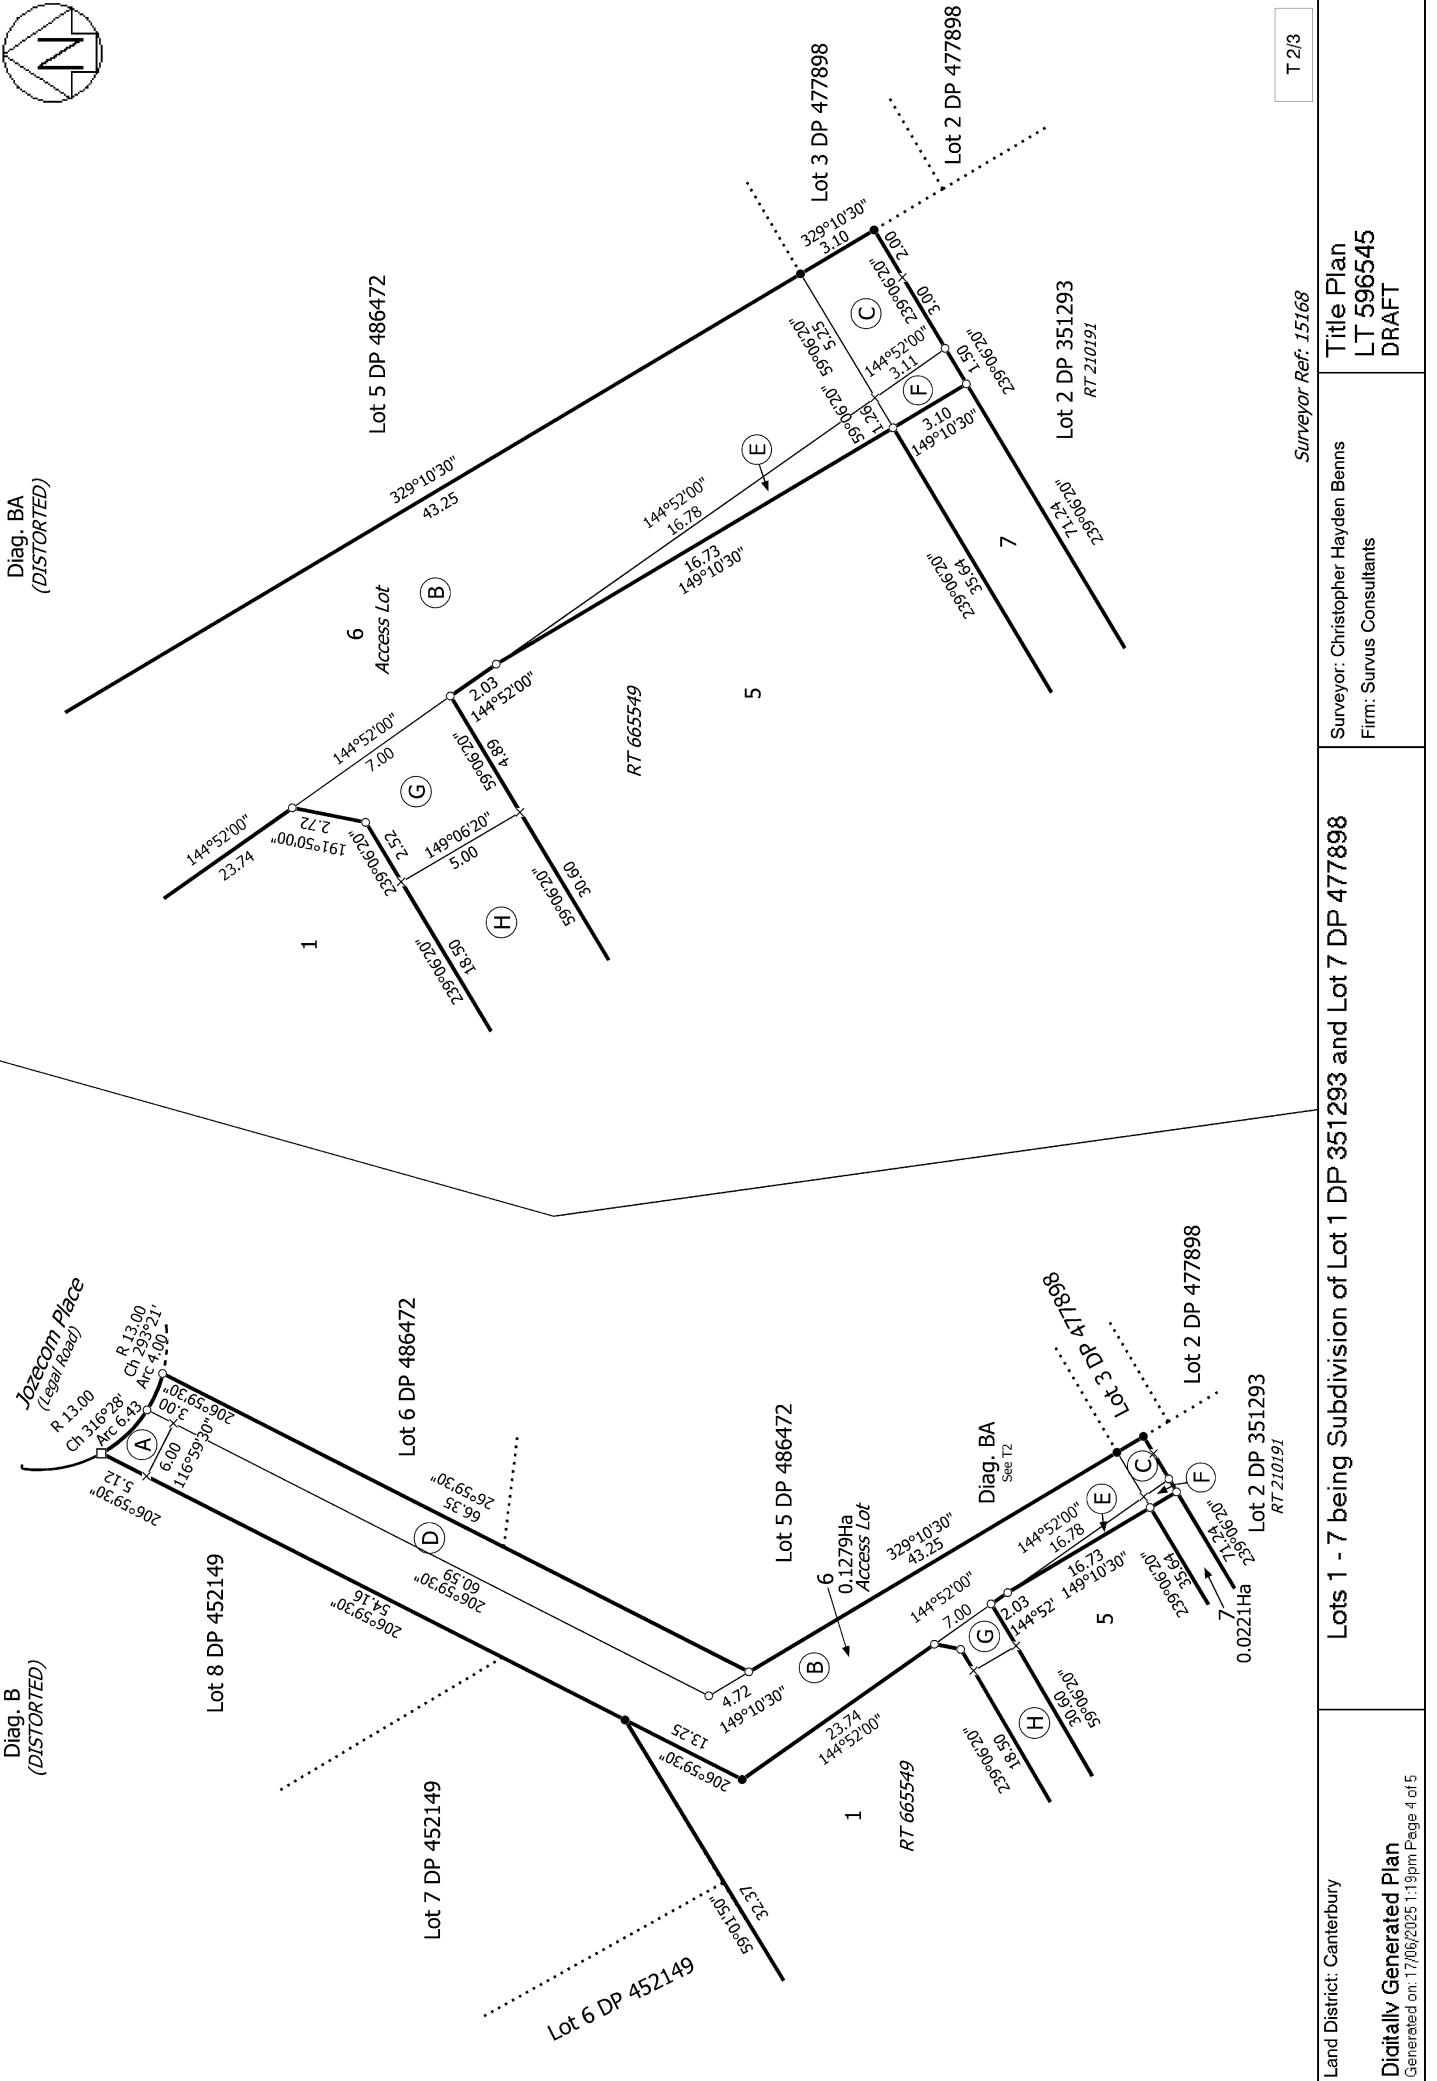 Diag. B
(DISTORTED)
Jozecom Place
(Legal Road)
R 13.00
Ch 316°28'
Arc 6.43
R 13.00
Ch 293°21'
Arc 4.00
206°59'30"
3.00
A
6.00
116°59'30"
5.12
206°59'30"
Lot 8 DP 452149
Lot 6 DP 486472
66.35
26°59'30"
D
60.59
206°59'30"
54.16
206°59'30"
Lot 7 DP 452149
Lot 6 DP 452149
59°01'50"
32.37
13.25
206°59'30"
4.72
149°10'30"
B
6
0.1279Ha
Access Lot
Lot 5 DP 486472
329°10'30"
43.25
Diag. BA
See T2
Lot 3 DP 477898
Lot 2 DP 477898
23.74
144°52'00"
144°52'00"
7.00
G
2.03
144°52'
144°52'00"
16.78
E
16.73
149°10'30"
C
F
1
RT 665549
239°06'20"
18.50
H
30.60
59°06'20"
5
239°06'20"
35.64
71.24
239°06'20"
7
0.0221Ha
Lot 2 DP 351293
RT 210191
Diag. BA
(DISTORTED)
N
Lot 5 DP 486472
329°10'30"
43.25
6
Access Lot
B
144°52'00"
23.74
144°52'00"
7.00
191°50'00"
2.72
G
239°06'20"
2.52
149°06'20"
5.00
59°06'20"
4.89
2.03
144°52'00"
1
239°06'20"
18.50
H
59°06'20"
30.60
RT 665549
5
144°52'00"
16.78
E
16.73
149°10'30"
59°06'20"
1.26
59°06'20"
5.25
C
144°52'00"
3.11
F
3.10
149°10'30"
329°10'30"
3.10
2.00
239°06'20"
3.00
1.50
239°06'20"
Lot 3 DP 477898
Lot 2 DP 477898
239°06'20"
35.64
7
71.24
239°06'20"
Lot 2 DP 351293
RT 210191
T 2/3
Surveyor Ref: 15168
Land District: Canterbury
Digitally Generated Plan
Generated on: 17/06/2025 1:19pm Page 4 of 5
Lots 1 - 7 being Subdivision of Lot 1 DP 351293 and Lot 7 DP 477898
Surveyor: Christopher Hayden Benns
Firm: Survus Consultants
Title Plan
LT 596545
DRAFT